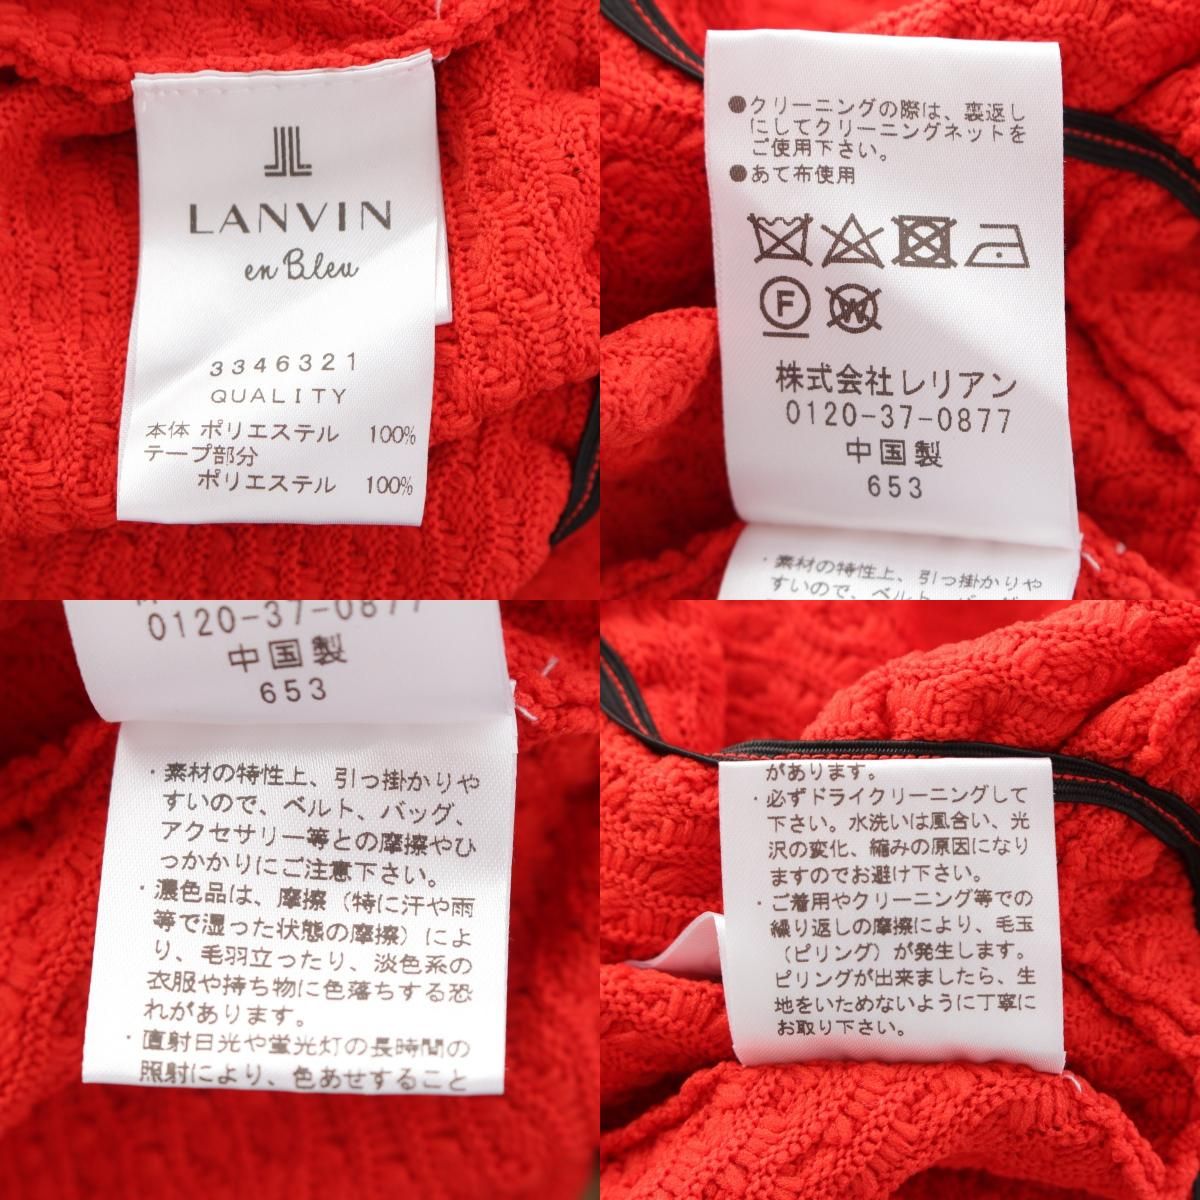 LANVIN
en Bleu
3346321
QUALITY
本体 ポリエステル 100%
テープ部分
ポリエステル 100%
●クリーニングの際は、裏返し
にしてクリーニングネットを
ご使用下さい。
●あて布使用
F W
株式会社レリアン
0120-37-0877
中国製
653
・素材の特性上、引っ掛かりや
すいので、ベルト、バッグ
0120-37-0877
中国製
653
・素材の特性上、引っ掛かりや
すいので、ベルト、バッグ、
アクセサリー等との摩擦やひ
っかかりにご注意下さい。
・濃色品は、摩擦（特に汗や雨
等で湿った状態の摩擦）によ
り、毛羽立ったり、淡色系の
衣服や持ち物に色落ちする恐
れがあります。
・直射日光や蛍光灯の長時間の
照射により、色あせすること
があります。
・必ずドライクリーニングして
下さい。水洗いは風合い、光
沢の変化、縮みの原因になり
ますのでお避け下さい。
・ご着用やクリーニング等での
繰り返しの摩擦により、毛玉
（ピリング）が発生します。
ピリングが出来ましたら、生
地をいためないように丁寧に
お取り下さい。